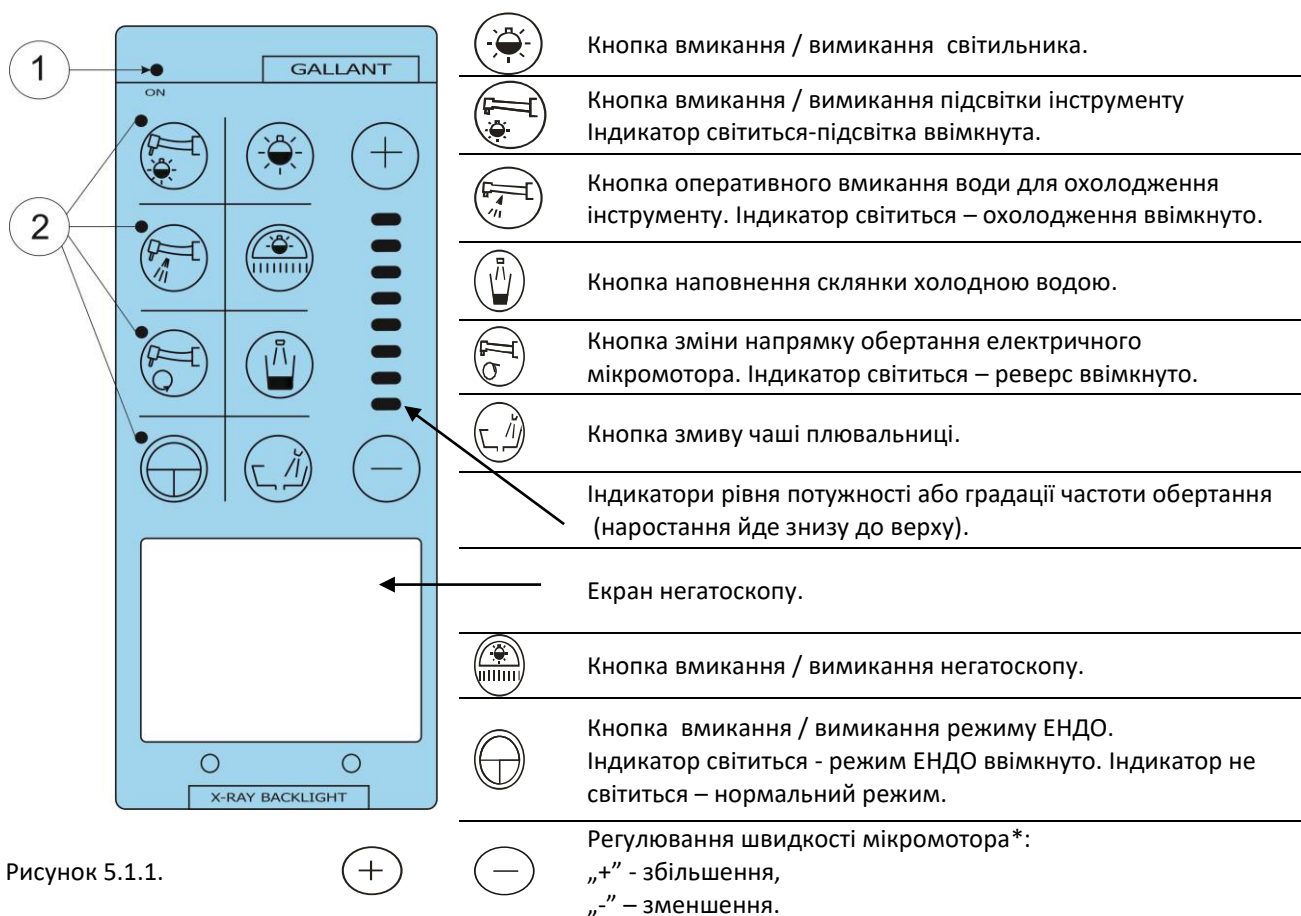 1
GALLANT
ON
2
X-RAY BACKLIGHT
Рисунок 5.1.1.
Кнопка вмикання / вимикання світильника.
Кнопка вмикання / вимикання підсвітки інструменту
Індикатор світиться-підсвітка ввімкнута.
Кнопка оперативного вмикання води для охолодження
інструменту. Індикатор світиться – охолодження ввімкнуто.
Кнопка наповнення склянки холодною водою.
Кнопка зміни напрямку обертання електричного
мікромотора. Індикатор світиться – реверс ввімкнуто.
Кнопка змиву чаші плювальниці.
Індикатори рівня потужності або градації частоти обертання
(наростання йде знизу до верху).
Екран негатоскопу.
Кнопка вмикання / вимикання негатоскопу.
Кнопка вмикання / вимикання режиму ЕНДО.
Індикатор світиться - режим ЕНДО ввімкнуто. Індикатор не
світиться – нормальний режим.
Регулювання швидкості мікромотора*:
„+” - збільшення,
„-” – зменшення.